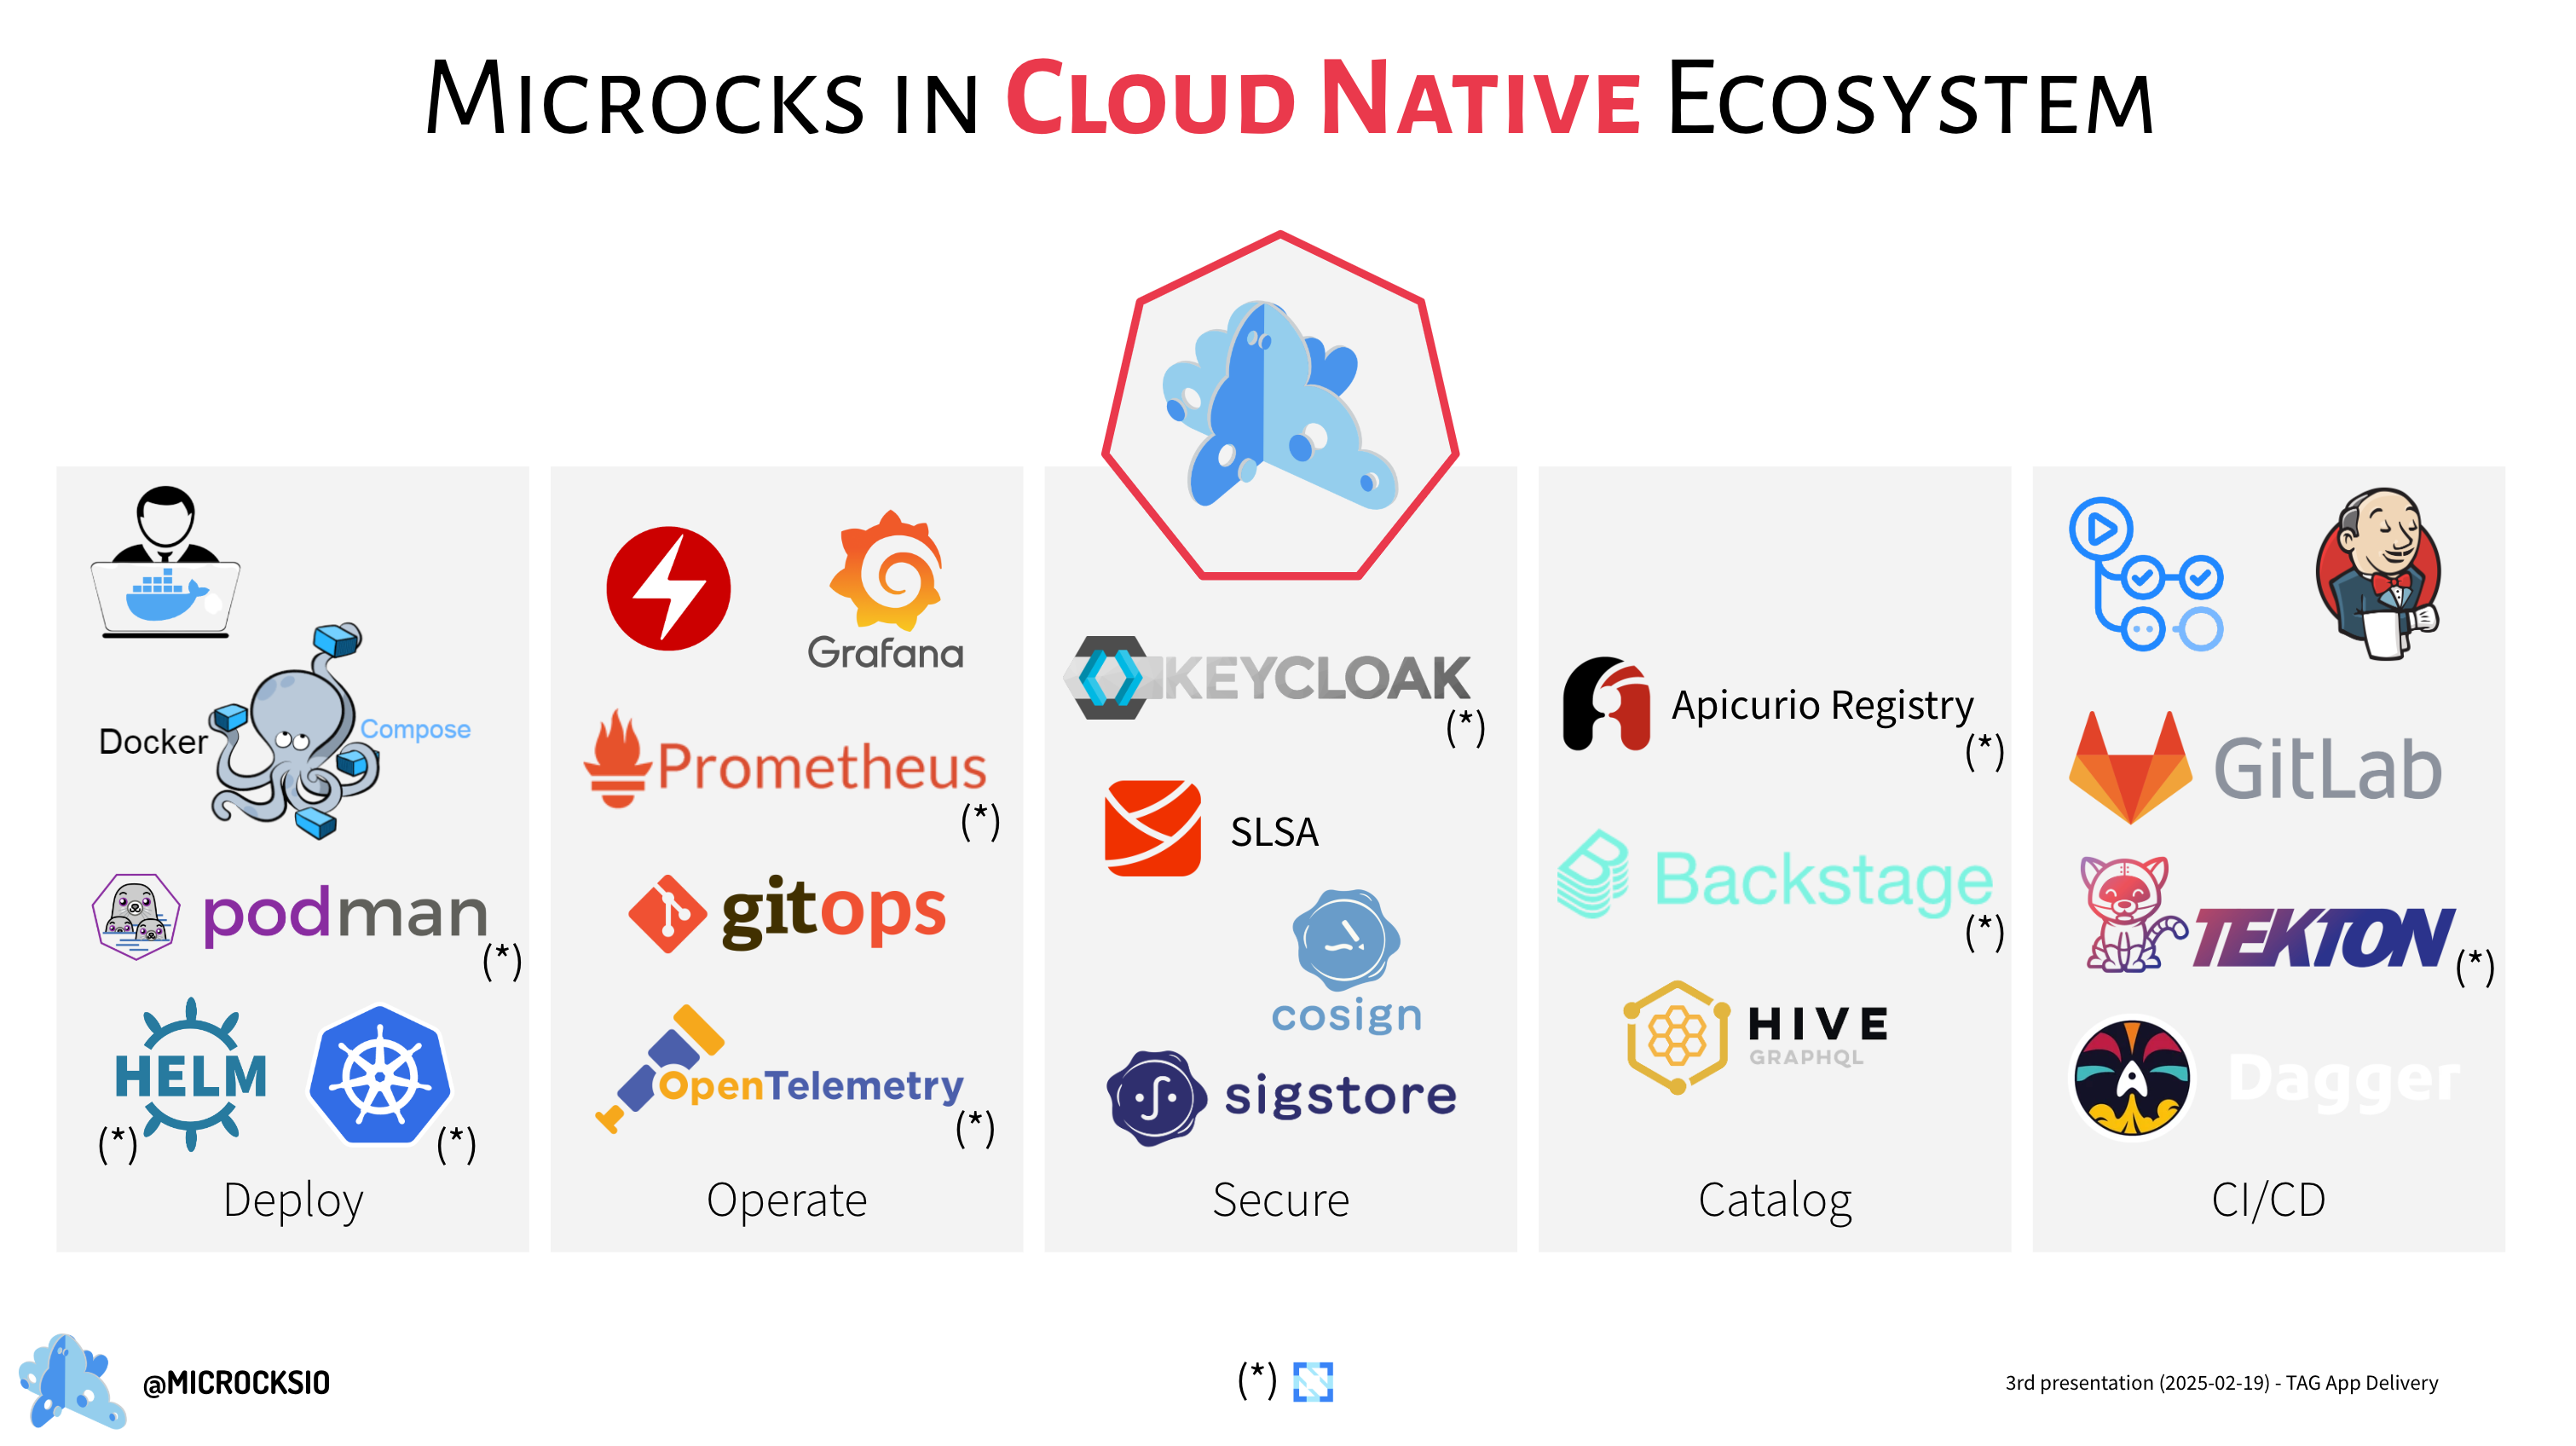 MICROCKS IN CLOUD NATIVE ECOSYSTEM
Docker
Compose
podman
(*)
HELM
(*)
(*)
Deploy
Grafana
Prometheus
(*)
gitops
OpenTelemetry
(*)
Operate
KEYCLOAK
(*)
SLSA
cosign
sigstore
Secure
Apicurio Registry
(*)
Backstage
(*)
HIVE
GRAPHQL
Catalog
GitLab
TEKTON
(*)
Dagger
CI/CD
@MICROCKSIO
(*)
3rd presentation (2025-02-19) - TAG App Delivery